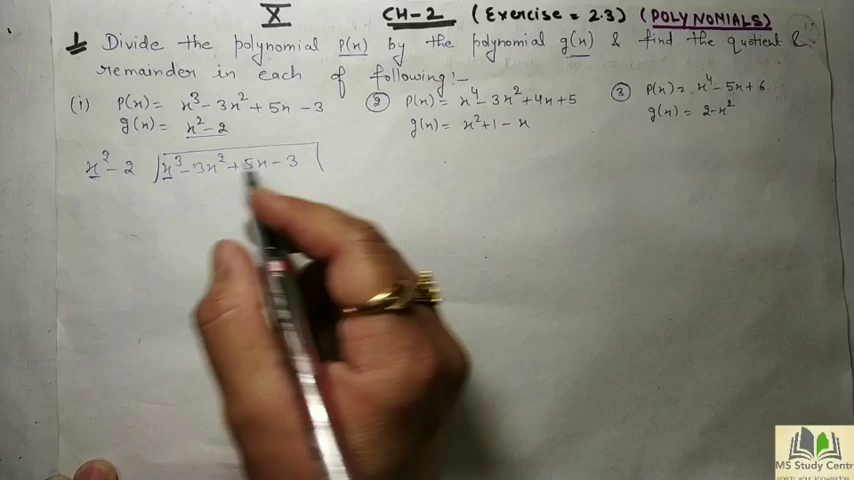 X CH-2 (Exercise = 2.3) (POLYNONIALS)
1 Divide the polynomial p(x) by the polynomial g(x) & find the quotient &
remainder in each of following:-
(i) p(x) = x³ - 3x² + 5x - 3
g(x) = x² - 2
② p(x) = x⁴ - 3x² + 4x + 5
g(x) = x² + 1 - x
③ p(x) = x⁴ - 5x + 6
g(x) = 2 - x²
x² - 2 x³ - 3x² + 5x - 3
MS Study Centr